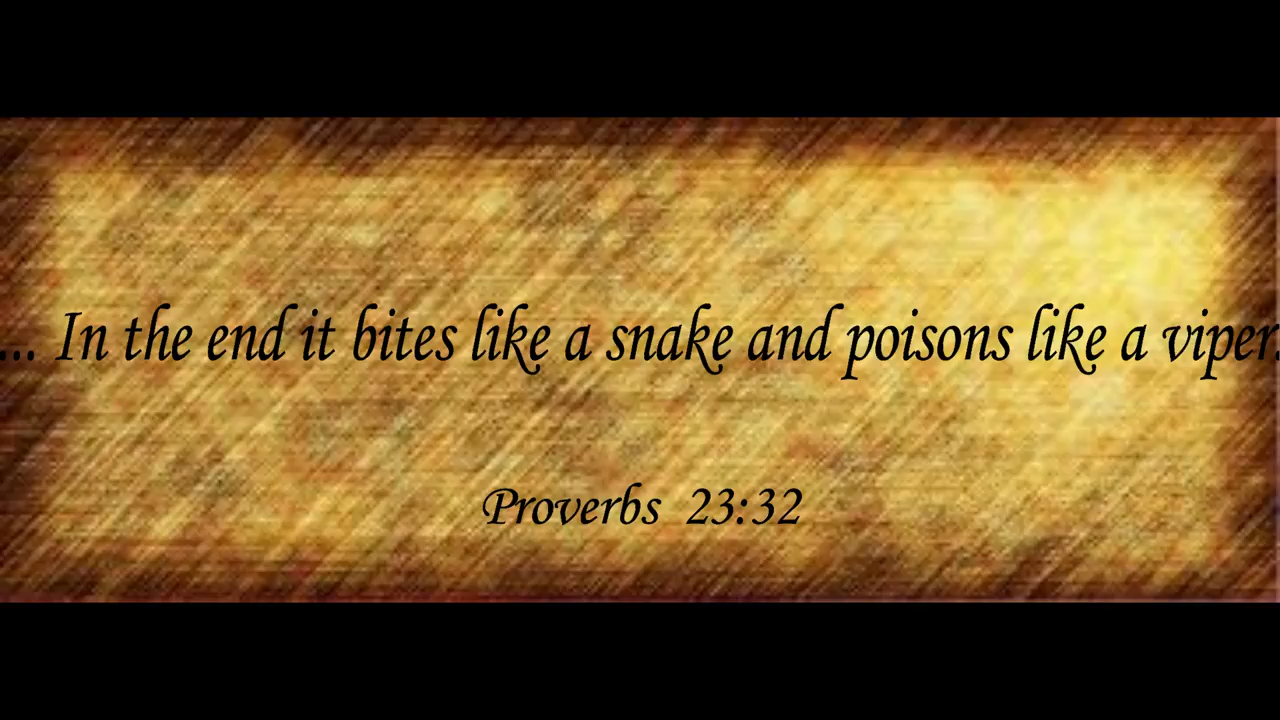 ... In the end it bites like a snake and poisons like a viper.
Proverbs 23:32